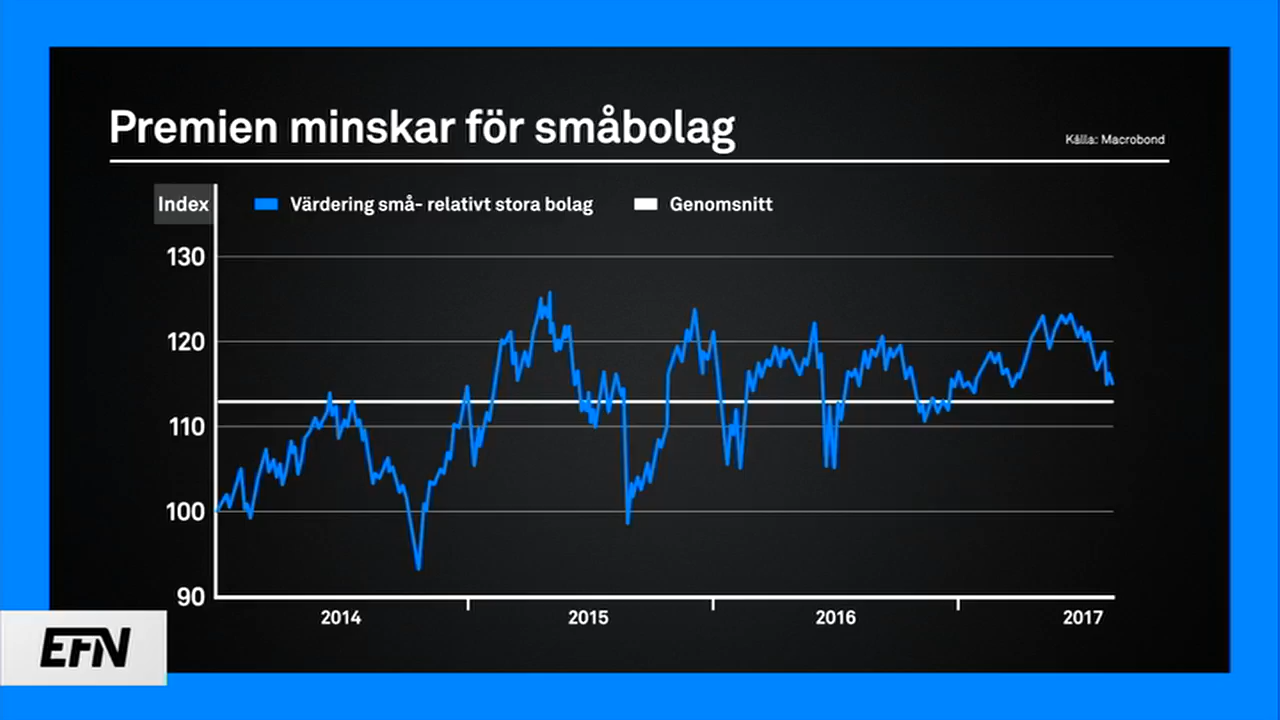 Premien minskar för småbolag
Källa: Macrobond
Index
Värdering små- relativt stora bolag
Genomsnitt
130
120
110
100
90
2014
2015
2016
2017
EFN